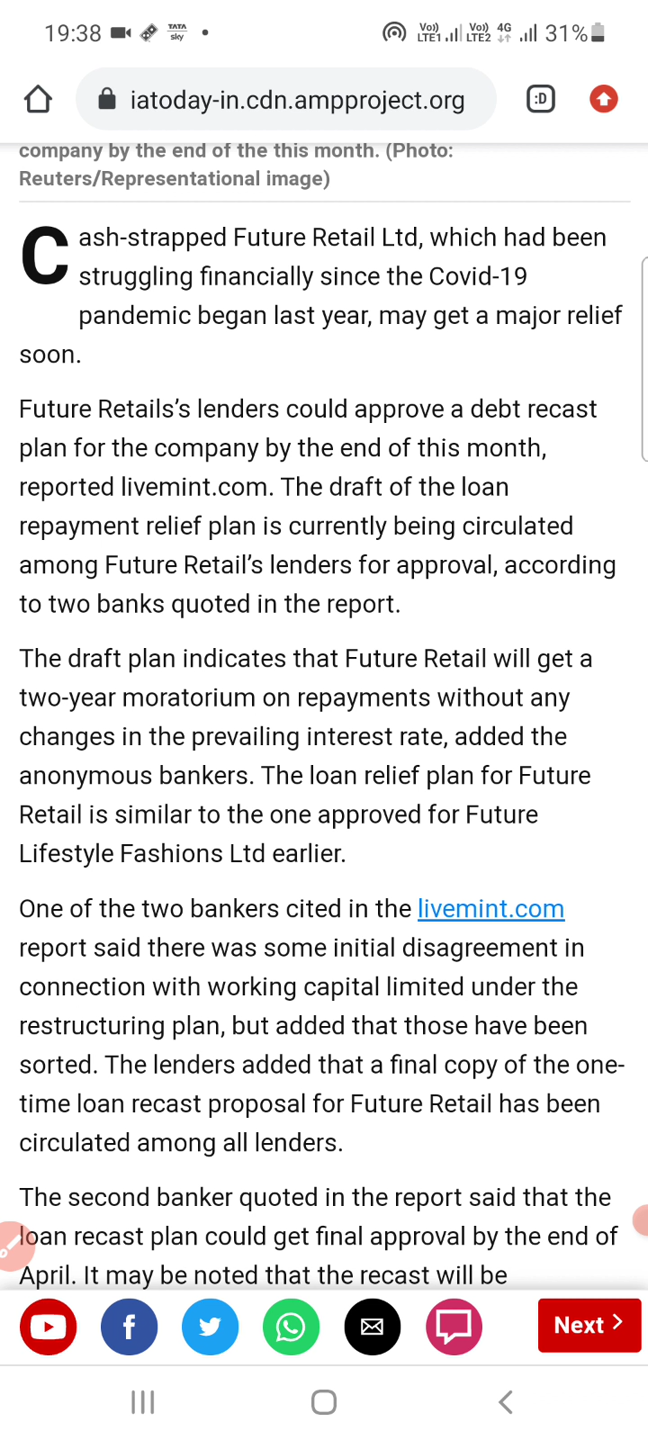 19:38
TATA
sky
Vo))
LTE1
Vo))
LTE2
4G
31%
iatoday-in.cdn.ampproject.org
:D
company by the end of the this month. (Photo:
Reuters/Representational image)
Cash-strapped Future Retail Ltd, which had been
struggling financially since the Covid-19
pandemic began last year, may get a major relief
soon.
Future Retails’s lenders could approve a debt recast
plan for the company by the end of this month,
reported livemint.com. The draft of the loan
repayment relief plan is currently being circulated
among Future Retail’s lenders for approval, according
to two banks quoted in the report.
The draft plan indicates that Future Retail will get a
two-year moratorium on repayments without any
changes in the prevailing interest rate, added the
anonymous bankers. The loan relief plan for Future
Retail is similar to the one approved for Future
Lifestyle Fashions Ltd earlier.
One of the two bankers cited in the livemint.com
report said there was some initial disagreement in
connection with working capital limited under the
restructuring plan, but added that those have been
sorted. The lenders added that a final copy of the one-
time loan recast proposal for Future Retail has been
circulated among all lenders.
The second banker quoted in the report said that the
loan recast plan could get final approval by the end of
April. It may be noted that the recast will be
f
Next >